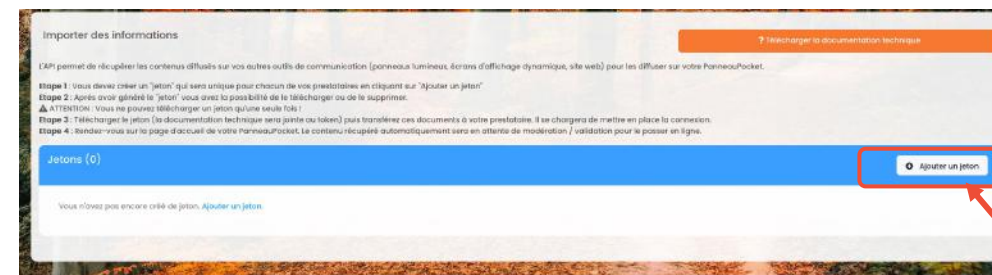 Importer des informations
? Télécharger la documentation technique
L'API permet de récupérer les contenus diffusés sur vos autres outils de communication (panneaux lumineux, écrans d'affichage dynamique, site web) pour les diffuser sur votre PanneauPocket.
Etape 1 : Vous devez créer un "jeton" qui sera unique pour chacun de vos prestataires en cliquant sur "Ajouter un jeton"
Etape 2 : Après avoir généré le "jeton" vous avez la possibilité de le télécharger ou de le supprimer.
⚠ ATTENTION : Vous ne pouvez télécharger un jeton qu'une seule fois !
Etape 3 : Télécharger le jeton (la documentation technique sera jointe au token) puis transférez ces documents à votre prestataire. Il se chargera de mettre en place la connexion.
Etape 4 : Rendez-vous sur la page d'accueil de votre PanneauPocket. Le contenu récupéré automatiquement sera en attente de modération / validation pour le passer en ligne.
Jetons (0)
Ajouter un jeton
Vous n'avez pas encore créé de jeton. Ajouter un jeton.